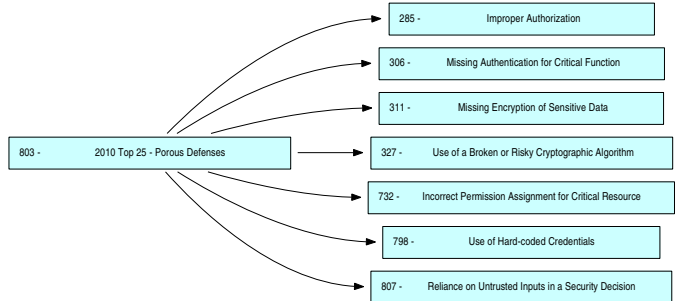 285 - Improper Authorization
306 - Missing Authentication for Critical Function
311 - Missing Encryption of Sensitive Data
803 - 2010 Top 25 - Porous Defenses
327 - Use of a Broken or Risky Cryptographic Algorithm
732 - Incorrect Permission Assignment for Critical Resource
798 - Use of Hard-coded Credentials
807 - Reliance on Untrusted Inputs in a Security Decision